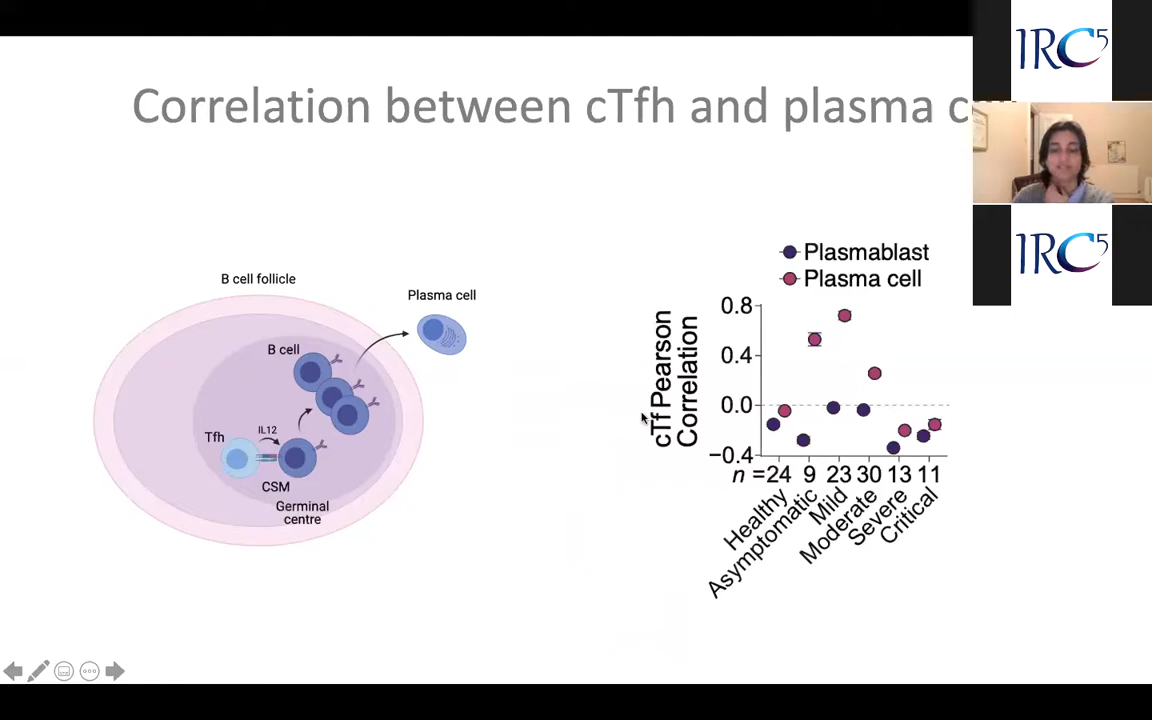 Correlation between cTfh and plasma
IRC5
IRC5
B cell follicle
Plasma cell
B cell
Tfh
IL12
CSM
Germinal
centre
Plasmablast
Plasma cell
cTf Pearson
Correlation
0.8
0.4
0.0
−0.4
n = 24 9 23 30 13 11
Healthy
Asymptomatic
Mild
Moderate
Severe
Critical